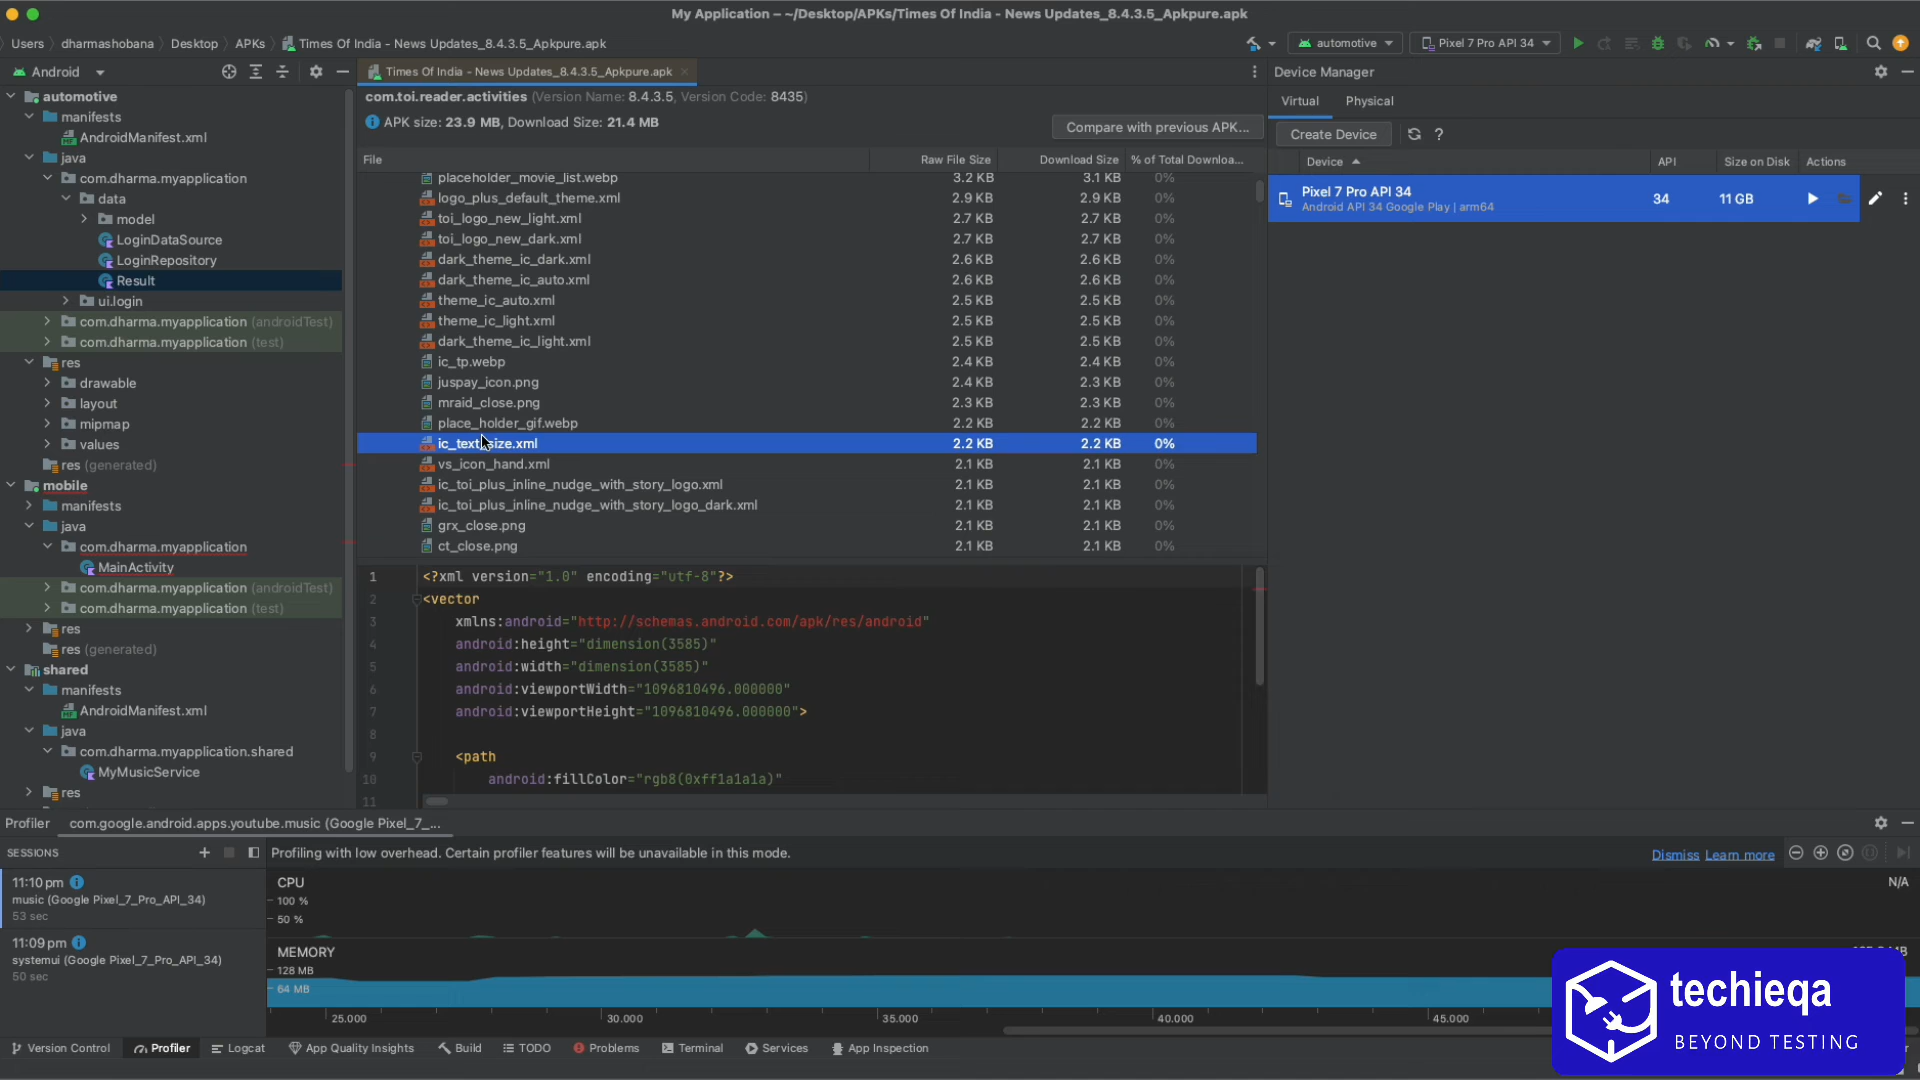 My Application – ~/Desktop/APKs/Times Of India - News Updates_8.4.3.5_Apkpure.apk
Users
dharmashobana
Desktop
APKs
Times Of India - News Updates_8.4.3.5_Apkpure.apk
automotive
Pixel 7 Pro API 34
Android
Times Of India - News Updates_8.4.3.5_Apkpure.apk
Device Manager
com.toi.reader.activities (Version Name: 8.4.3.5, Version Code: 8435)
APK size: 23.9 MB, Download Size: 21.4 MB
Compare with previous APK...
File Raw File Size Download Size % of Total Downloa...
placeholder_movie_list.webp 3.2 KB 3.1 KB 0%
logo_plus_default_theme.xml 2.9 KB 2.9 KB 0%
toi_logo_new_light.xml 2.7 KB 2.7 KB 0%
toi_logo_new_dark.xml 2.7 KB 2.7 KB 0%
dark_theme_ic_dark.xml 2.6 KB 2.6 KB 0%
dark_theme_ic_auto.xml 2.6 KB 2.6 KB 0%
theme_ic_auto.xml 2.5 KB 2.5 KB 0%
theme_ic_light.xml 2.5 KB 2.5 KB 0%
dark_theme_ic_light.xml 2.5 KB 2.5 KB 0%
ic_tp.webp 2.4 KB 2.4 KB 0%
juspay_icon.png 2.4 KB 2.3 KB 0%
mraid_close.png 2.3 KB 2.3 KB 0%
place_holder_gif.webp 2.2 KB 2.2 KB 0%
ic_text_size.xml 2.2 KB 2.2 KB 0%
vs_icon_hand.xml 2.1 KB 2.1 KB 0%
ic_toi_plus_inline_nudge_with_story_logo.xml 2.1 KB 2.1 KB 0%
ic_toi_plus_inline_nudge_with_story_logo_dark.xml 2.1 KB 2.1 KB 0%
grx_close.png 2.1 KB 2.1 KB 0%
ct_close.png 2.1 KB 2.1 KB 0%
1 <?xml version="1.0" encoding="utf-8"?>
2 <vector
3 xmlns:android="http://schemas.android.com/apk/res/android"
4 android:height="dimension(3585)"
5 android:width="dimension(3585)"
6 android:viewportWidth="1096810496.000000"
7 android:viewportHeight="1096810496.000000">
8
9 <path
10 android:fillColor="rgb8(0xff1a1a1a)"
11
automotive
manifests
AndroidManifest.xml
java
com.dharma.myapplication
data
model
LoginDataSource
LoginRepository
Result
ui.login
com.dharma.myapplication (androidTest)
com.dharma.myapplication (test)
res
drawable
layout
mipmap
values
res (generated)
mobile
manifests
java
com.dharma.myapplication
MainActivity
com.dharma.myapplication (androidTest)
com.dharma.myapplication (test)
res
res (generated)
shared
manifests
AndroidManifest.xml
java
com.dharma.myapplication.shared
MyMusicService
res
Virtual Physical
Create Device ?
Device API Size on Disk Actions
Pixel 7 Pro API 34 34 11 GB
Android API 34 Google Play | arm64
Profiler com.google.android.apps.youtube.music (Google Pixel_7_...
SESSIONS
Profiling with low overhead. Certain profiler features will be unavailable in this mode.
Dismiss Learn more
11:10 pm
music (Google Pixel_7_Pro_API_34)
53 sec
11:09 pm
systemui (Google Pixel_7_Pro_API_34)
50 sec
CPU N/A
100 %
50 %
MEMORY
128 MB
64 MB
25.000 30.000 35.000 40.000 45.000
Version Control Profiler Logcat App Quality Insights Build TODO Problems Terminal Services App Inspection
techieqa
BEYOND TESTING